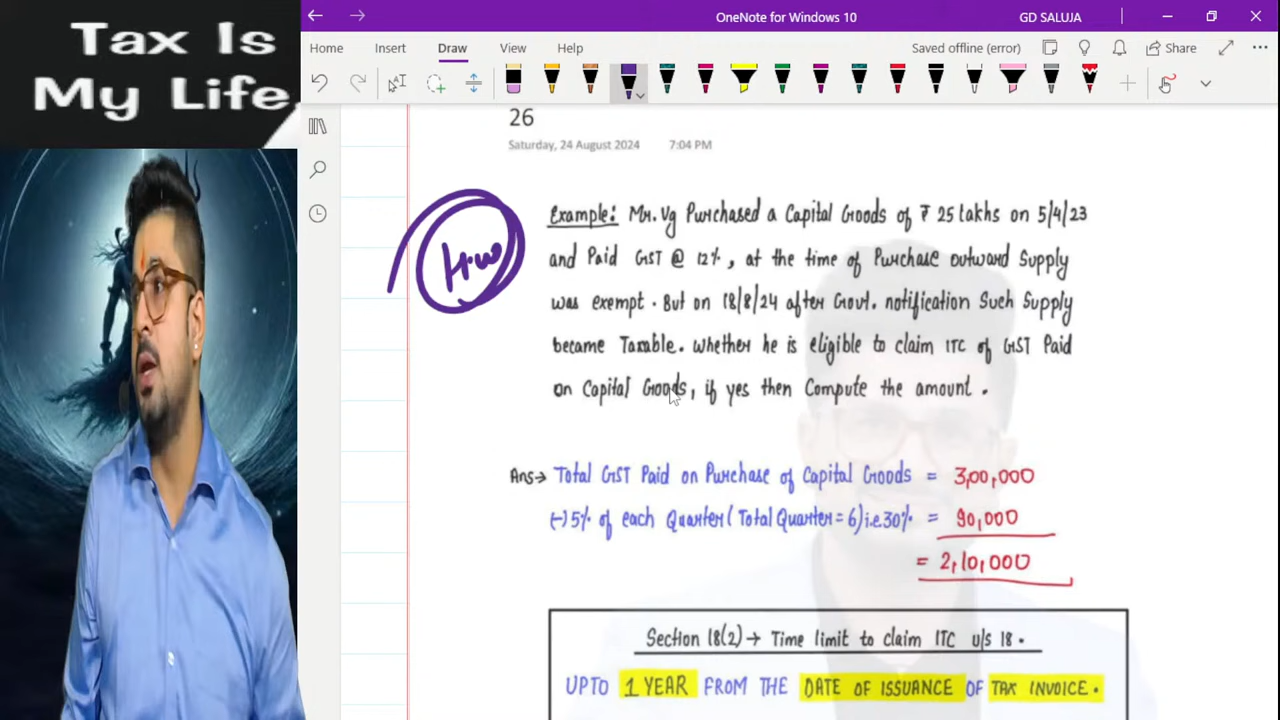 Tax Is
My Life
OneNote for Windows 10
GD SALUJA
Home Insert Draw View Help
Saved offline (error)
Share
26
Saturday, 24 August 2024 7:04 PM
H.W
Example: Mr. Vg Purchased a Capital Goods of ₹ 25 lakhs on 5/4/23
and Paid GST @ 12%, at the time of Purchase outward Supply
was exempt. But on 18/8/24 after Govt. notification Such Supply
became Taxable. Whether he is eligible to claim ITC of GST Paid
on Capital Goods, if yes then Compute the amount.
Ans → Total GST Paid on Purchase of Capital Goods = 3,00,000
(-) 5% of each Quarter (Total Quarter = 6) i.e. 30% = 90,000
= 2,10,000
Section 18(2) → Time limit to claim ITC u/s 18.
UPTO 1 YEAR FROM THE DATE OF ISSUANCE OF TAX INVOICE.